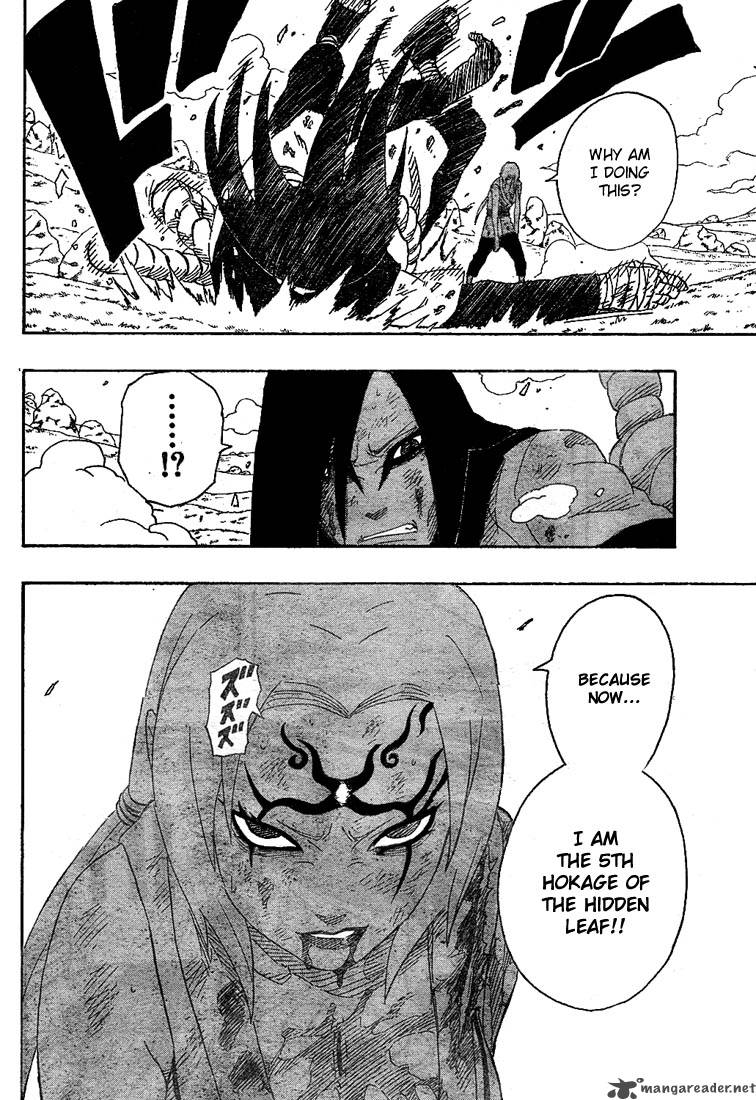 WHY AM
I DOING
THIS?
......
!?
ズ
ズズ
ズ
BECAUSE
NOW...
I AM
THE 5TH
HOKAGE OF
THE HIDDEN
LEAF!!
mangareader.net